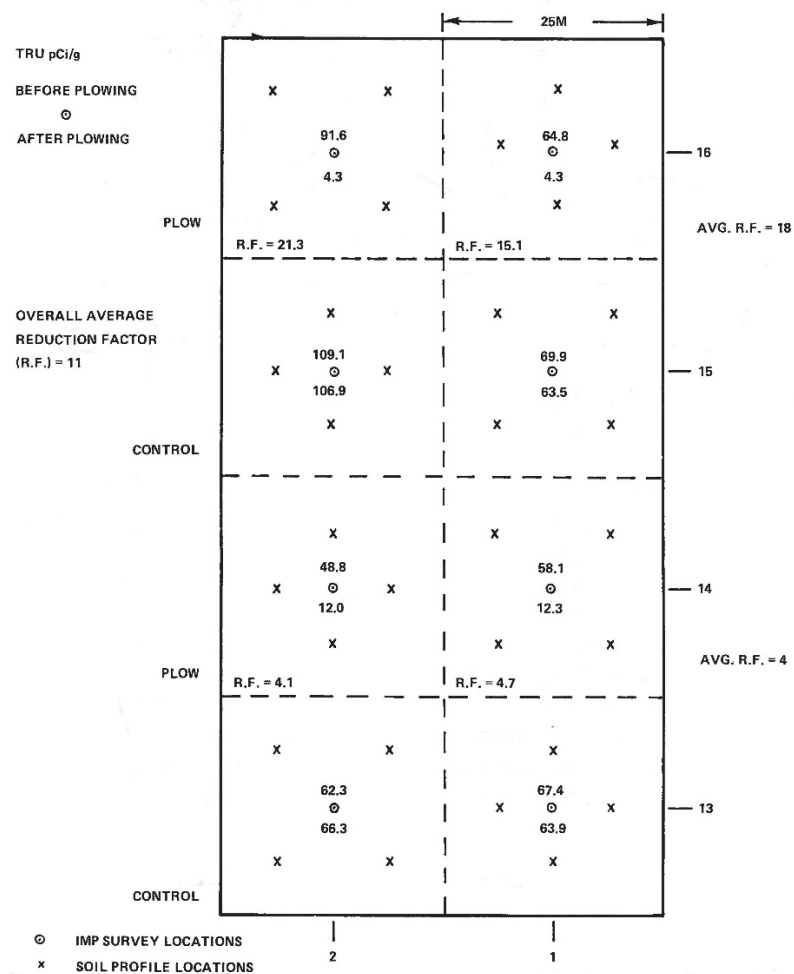 25M
TRU pCi/g
BEFORE PLOWING
AFTER PLOWING
x x x
91.6 64.8
x x 16
4.3 4.3
x x x
PLOW
AVG. R.F. = 18
R.F. = 21.3 R.F. = 15.1
OVERALL AVERAGE
REDUCTION FACTOR
(R.F.) = 11
x x x
109.1 69.9
x x 15
106.9 63.5
x x x
CONTROL
x x x
48.8 58.1
x x 14
12.0 12.3
x x x
PLOW
AVG. R.F. = 4
R.F. = 4.1 R.F. = 4.7
x x x
62.3 67.4
x x 13
66.3 63.9
x x x
CONTROL
IMP SURVEY LOCATIONS
2 1
x SOIL PROFILE LOCATIONS